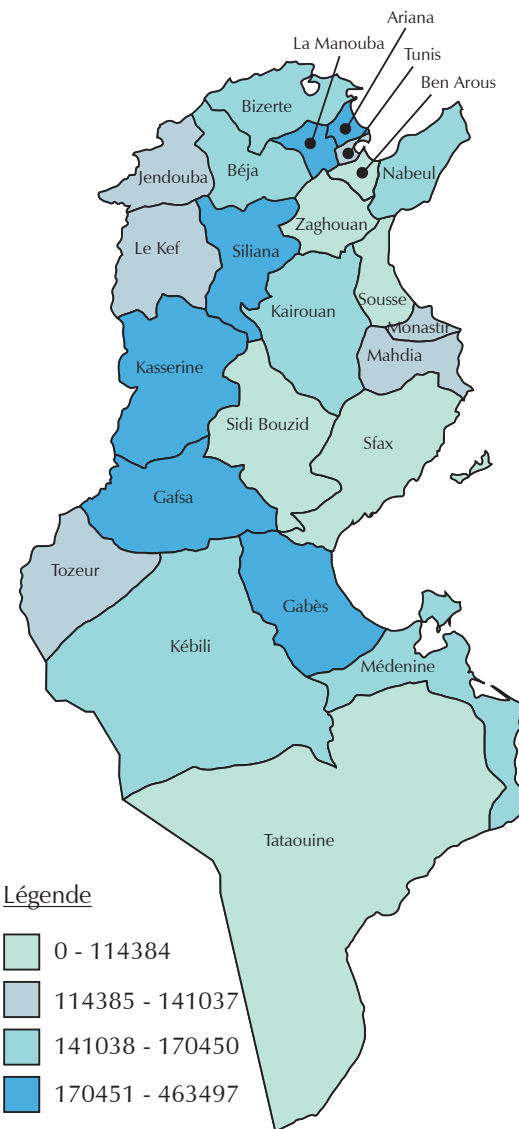 Ariana
La Manouba
Tunis
Ben Arous
Bizerte
Béja
Nabeul
Jendouba
Zaghouan
Le Kef
Siliana
Sousse
Kairouan
Monastir
Mahdia
Kasserine
Sidi Bouzid
Sfax
Gafsa
Tozeur
Gabès
Kébili
Médenine
Tataouine
Légende
0 - 114384
114385 - 141037
141038 - 170450
170451 - 463497